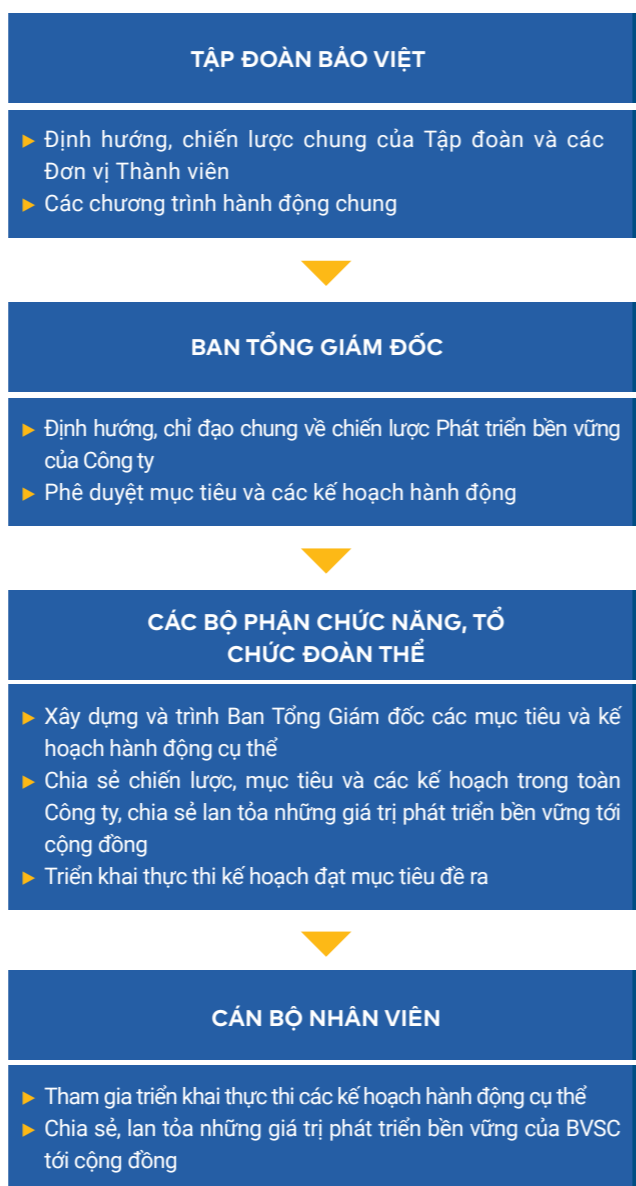 TẬP ĐOÀN BẢO VIỆT
► Định hướng, chiến lược chung của Tập đoàn và các
Đơn vị Thành viên
► Các chương trình hành động chung
BAN TỔNG GIÁM ĐỐC
► Định hướng, chỉ đạo chung về chiến lược Phát triển bền vững
của Công ty
► Phê duyệt mục tiêu và các kế hoạch hành động
CÁC BỘ PHẬN CHỨC NĂNG, TỔ
CHỨC ĐOÀN THỂ
► Xây dựng và trình Ban Tổng Giám đốc các mục tiêu và kế
hoạch hành động cụ thể
► Chia sẻ chiến lược, mục tiêu và các kế hoạch trong toàn
Công ty, chia sẻ lan tỏa những giá trị phát triển bền vững tới
cộng đồng
► Triển khai thực thi kế hoạch đạt mục tiêu đề ra
CÁN BỘ NHÂN VIÊN
► Tham gia triển khai thực thi các kế hoạch hành động cụ thể
► Chia sẻ, lan tỏa những giá trị phát triển bền vững của BVSC
tới cộng đồng